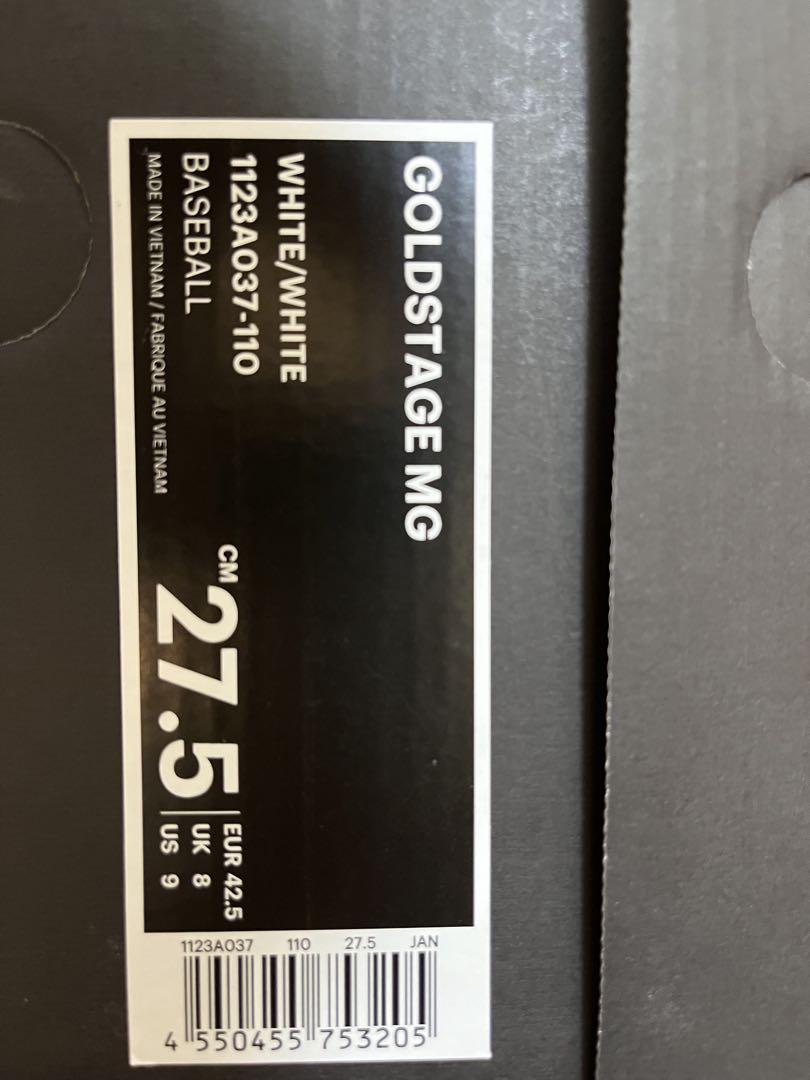 GOLDSTAGE MG
WHITE/WHITE
1123A037-110
BASEBALL
MADE IN VIETNAM / FABRIQUE AU VIETNAM
CM 27.5
EUR 42.5
UK 8
US 9
1123A037 110 27.5 JAN
4 550455 753205